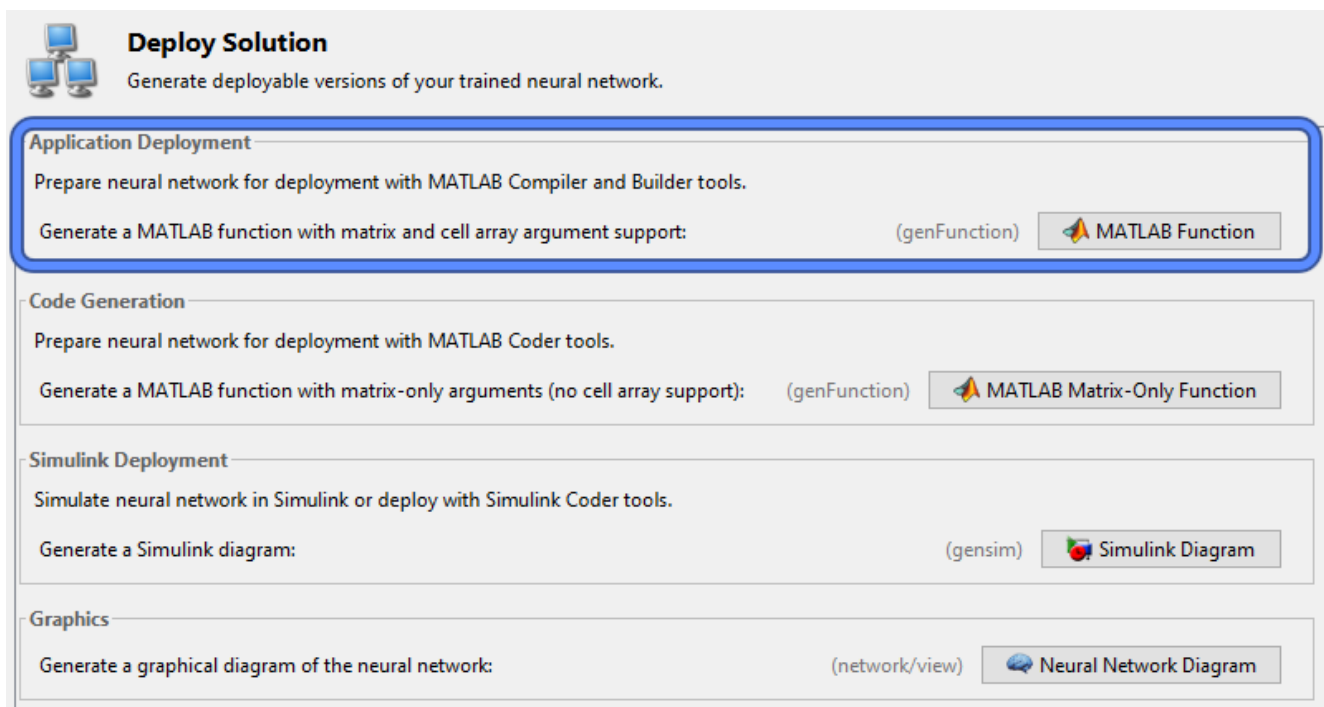 Deploy Solution
Generate deployable versions of your trained neural network.
Application Deployment
Prepare neural network for deployment with MATLAB Compiler and Builder tools.
Generate a MATLAB function with matrix and cell array argument support: (genFunction) MATLAB Function
Code Generation
Prepare neural network for deployment with MATLAB Coder tools.
Generate a MATLAB function with matrix-only arguments (no cell array support): (genFunction) MATLAB Matrix-Only Function
Simulink Deployment
Simulate neural network in Simulink or deploy with Simulink Coder tools.
Generate a Simulink diagram: (gensim) Simulink Diagram
Graphics
Generate a graphical diagram of the neural network: (network/view) Neural Network Diagram